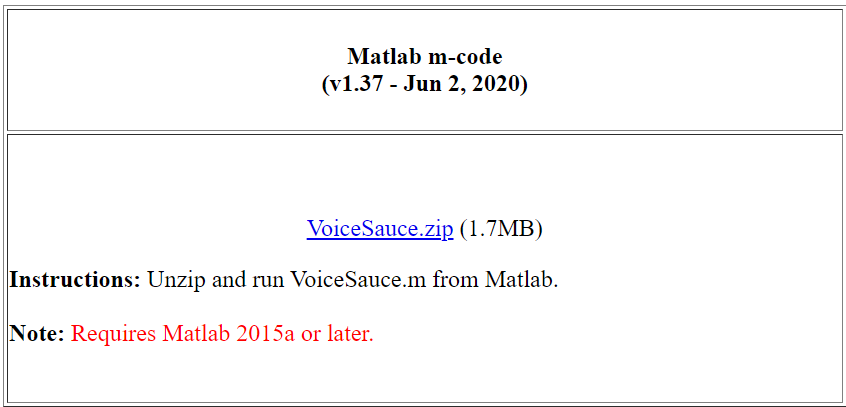 Matlab m-code
(v1.37 - Jun 2, 2020)
VoiceSauce.zip (1.7MB)
Instructions: Unzip and run VoiceSauce.m from Matlab.
Note: Requires Matlab 2015a or later.